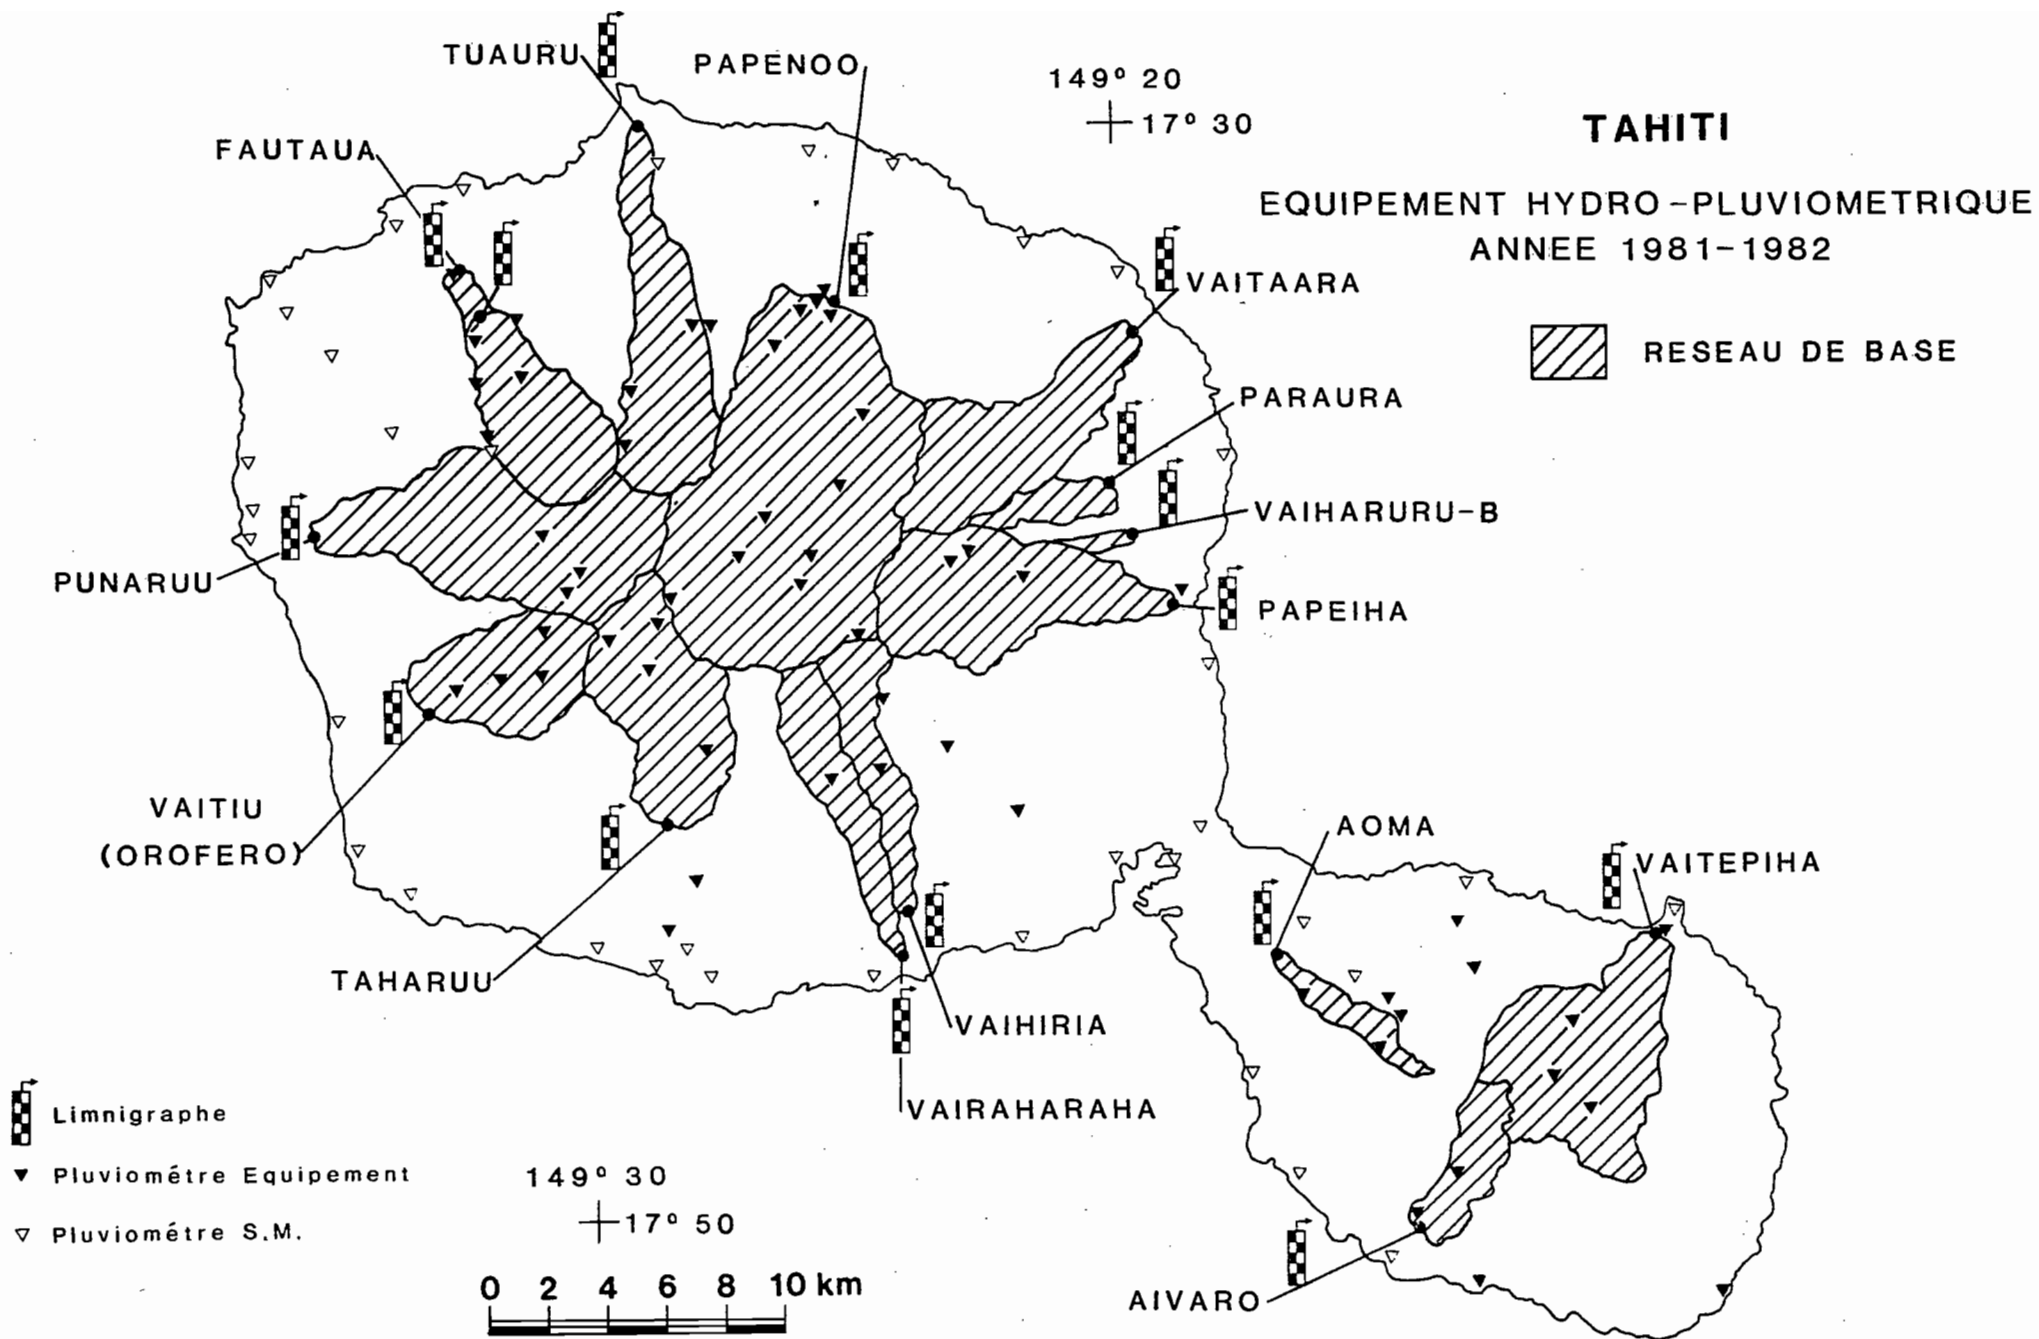 TUAURU
PAPENOO
149° 20
17° 30
TAHITI
FAUTAUA
EQUIPEMENT HYDRO-PLUVIOMETRIQUE
ANNEE 1981-1982
VAITAARA
RESEAU DE BASE
PARAURA
VAIHARURU-B
PUNARUU
PAPEIHA
VAITIU
(OROFERO)
AOMA
VAITEPIHA
TAHARUU
VAIHIRIA
VAIRAHARAHA
Limnigraphe
Pluviométre Equipement
Pluviométre S.M.
149° 30
17° 50
0 2 4 6 8 10 km
AIVARO